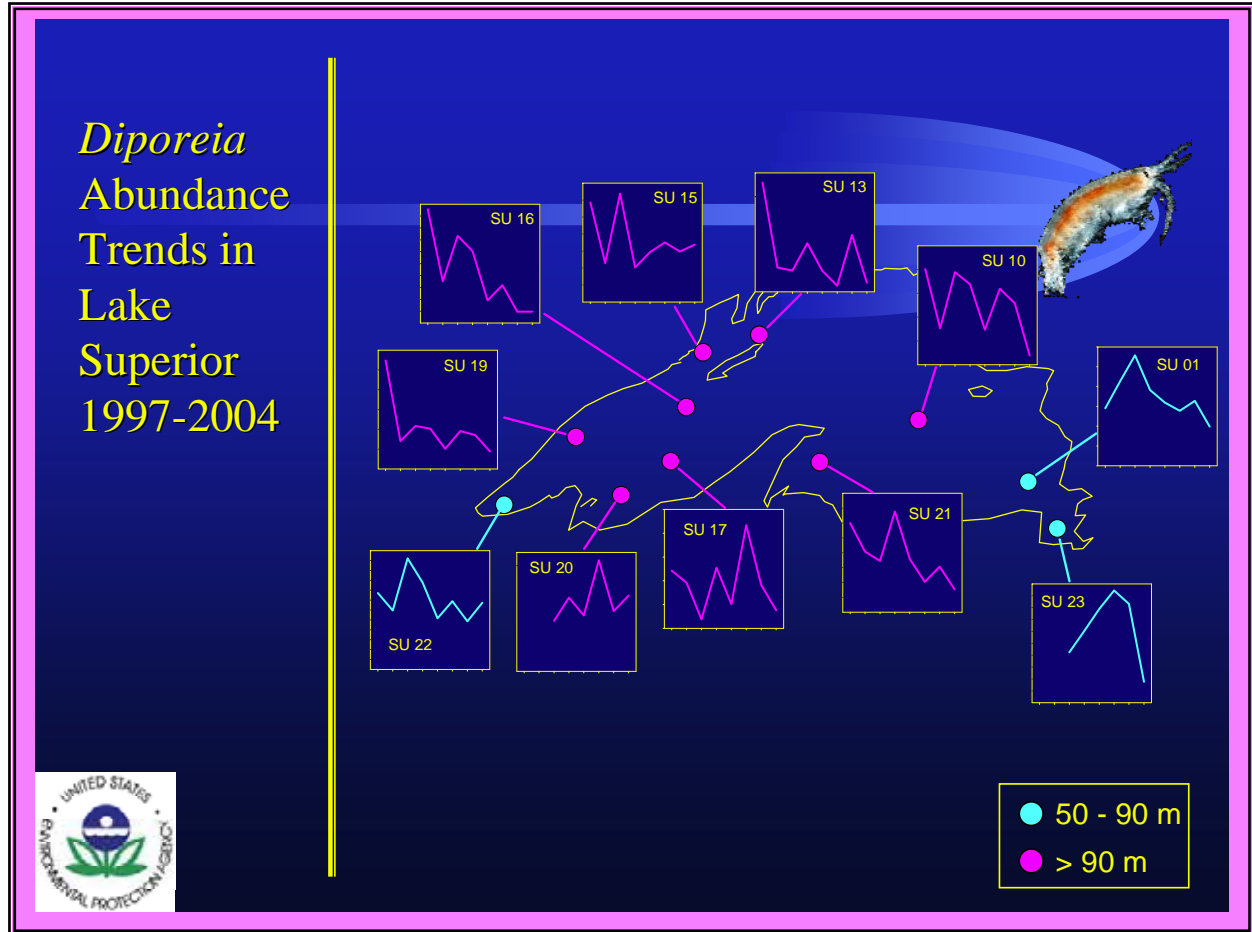 Diporeia
Abundance
Trends in
Lake
Superior
1997-2004
SU 16
SU 15
SU 13
SU 10
SU 19
SU 01
SU 22
SU 20
SU 17
SU 21
SU 23
50 - 90 m
> 90 m
UNITED STATES
ENVIRONMENTAL PROTECTION AGENCY